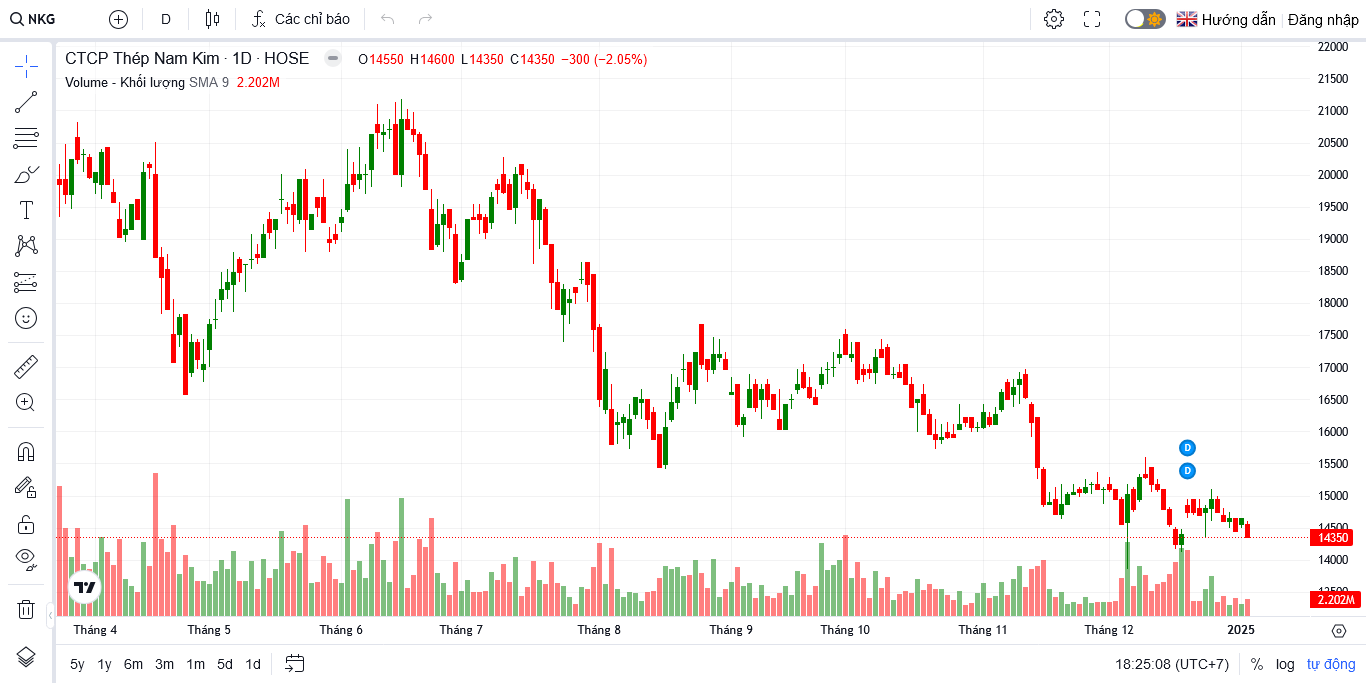 NKG D Các chỉ báo Hướng dẫn Đăng nhập
CTCP Thép Nam Kim · 1D · HOSE O14550 H14600 L14350 C14350 −300 (−2.05%)
Volume - Khối lượng SMA 9 2.202M
22000
21500
21000
20500
20000
19500
19000
18500
18000
17500
17000
16500
16000
15500
15000
14500
14350
14000
13500
2.202M
D
D
Tháng 4 Tháng 5 Tháng 6 Tháng 7 Tháng 8 Tháng 9 Tháng 10 Tháng 11 Tháng 12 2025
5y 1y 6m 3m 1m 5d 1d 18:25:08 (UTC+7) % log tự động